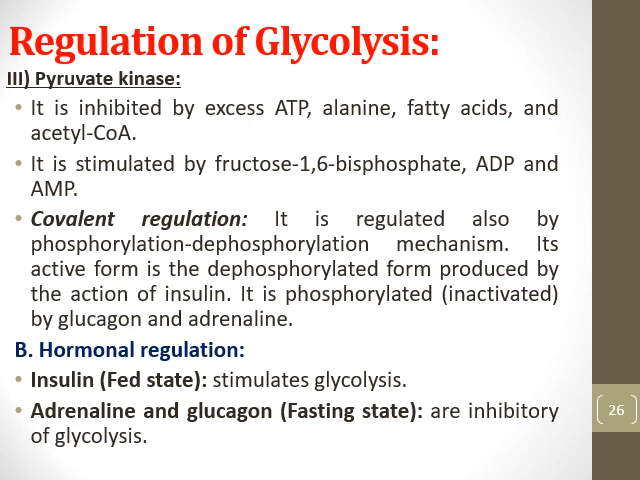 Regulation of Glycolysis:
III) Pyruvate kinase:
• It is inhibited by excess ATP, alanine, fatty acids, and
acetyl-CoA.
• It is stimulated by fructose-1,6-bisphosphate, ADP and
AMP.
• Covalent regulation: It is regulated also by
phosphorylation-dephosphorylation mechanism. Its
active form is the dephosphorylated form produced by
the action of insulin. It is phosphorylated (inactivated)
by glucagon and adrenaline.
B. Hormonal regulation:
• Insulin (Fed state): stimulates glycolysis.
• Adrenaline and glucagon (Fasting state): are inhibitory
of glycolysis.
26